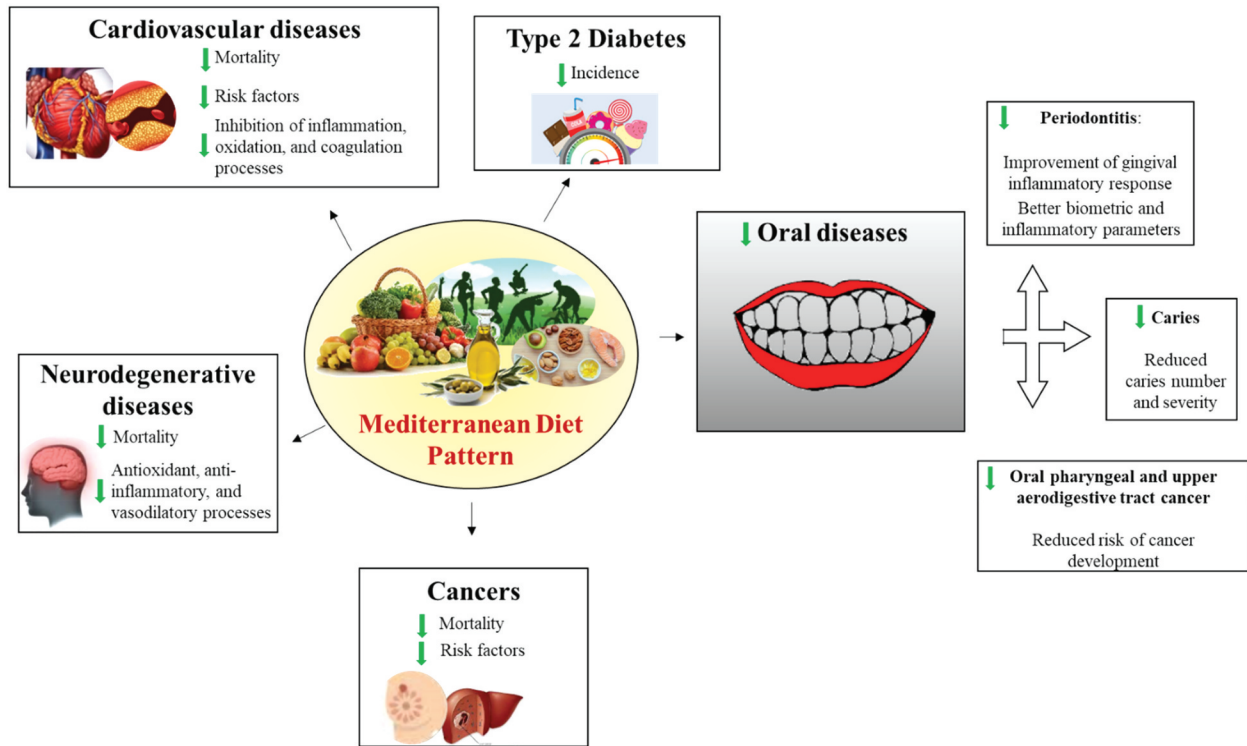 Cardiovascular diseases
Mortality
Risk factors
Inhibition of inflammation,
oxidation, and coagulation
processes
Type 2 Diabetes
Incidence
Periodontitis:
Improvement of gingival
inflammatory response
Better biometric and
inflammatory parameters
Oral diseases
Caries
Reduced
caries number
and severity
Neurodegenerative
diseases
Mortality
Antioxidant, anti-
inflammatory, and
vasodilatory processes
Mediterranean Diet
Pattern
Oral pharyngeal and upper
aerodigestive tract cancer
Reduced risk of cancer
development
Cancers
Mortality
Risk factors